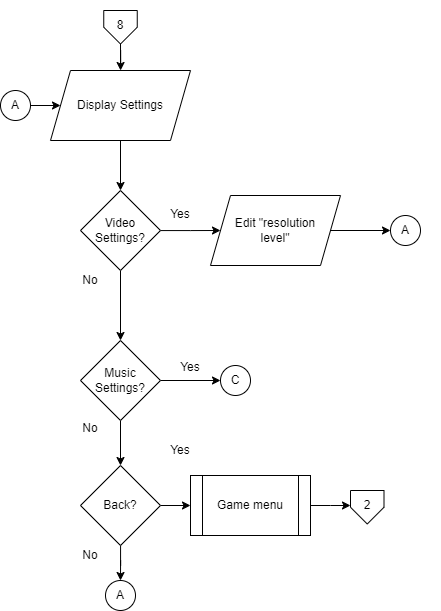 8
A
Display Settings
Video
Settings?
Yes
Edit "resolution
level"
A
No
Music
Settings?
Yes
C
No
Yes
Back?
Game menu
2
No
A